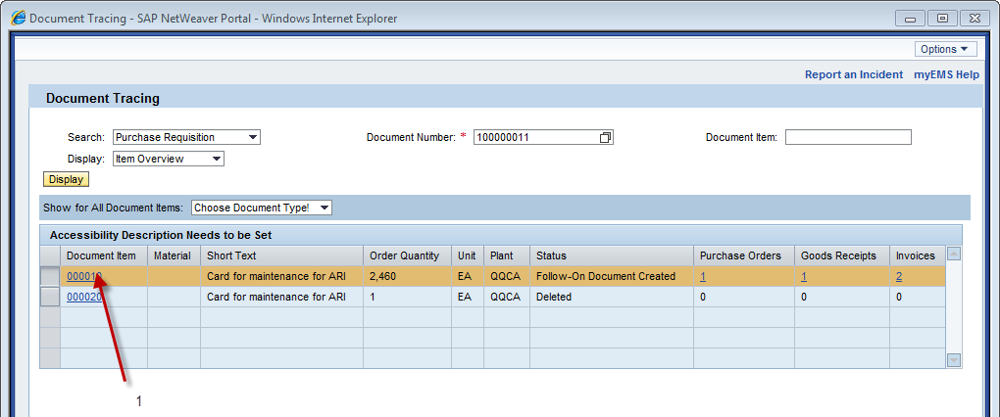 Document Tracing - SAP NetWeaver Portal - Windows Internet Explorer
Options
Report an Incident myEMS Help
Document Tracing
Search: Purchase Requisition Document Number: * 100000011 Document Item:
Display: Item Overview
Display
Show for All Document Items: Choose Document Type!
Accessibility Description Needs to be Set
Document Item Material Short Text Order Quantity Unit Plant Status Purchase Orders Goods Receipts Invoices
000010 Card for maintenance for ARI 2,460 EA QQCA Follow-On Document Created 1 1 2
000020 Card for maintenance for ARI 1 EA QQCA Deleted 0 0 0
1